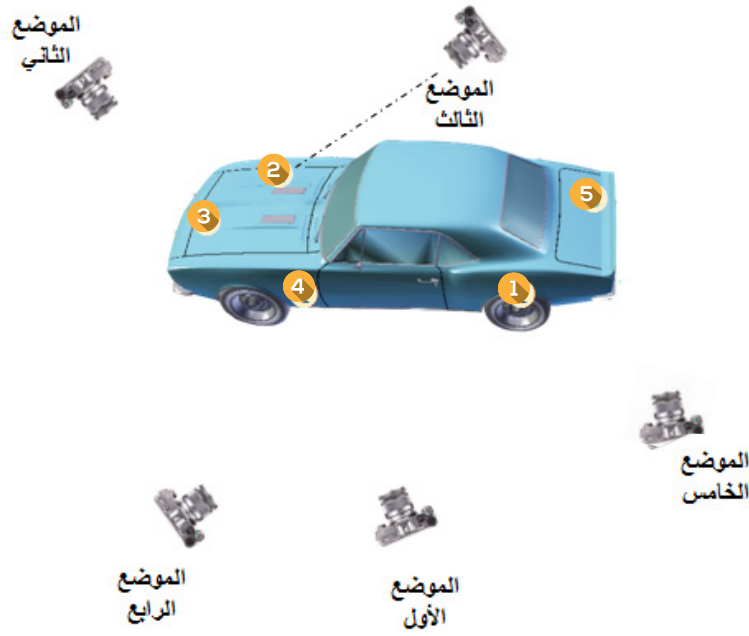 الموضع
الثاني
الموضع
الثالث
2
3
5
4
1
الموضع
الخامس
الموضع
الرابع
الموضع
الأول